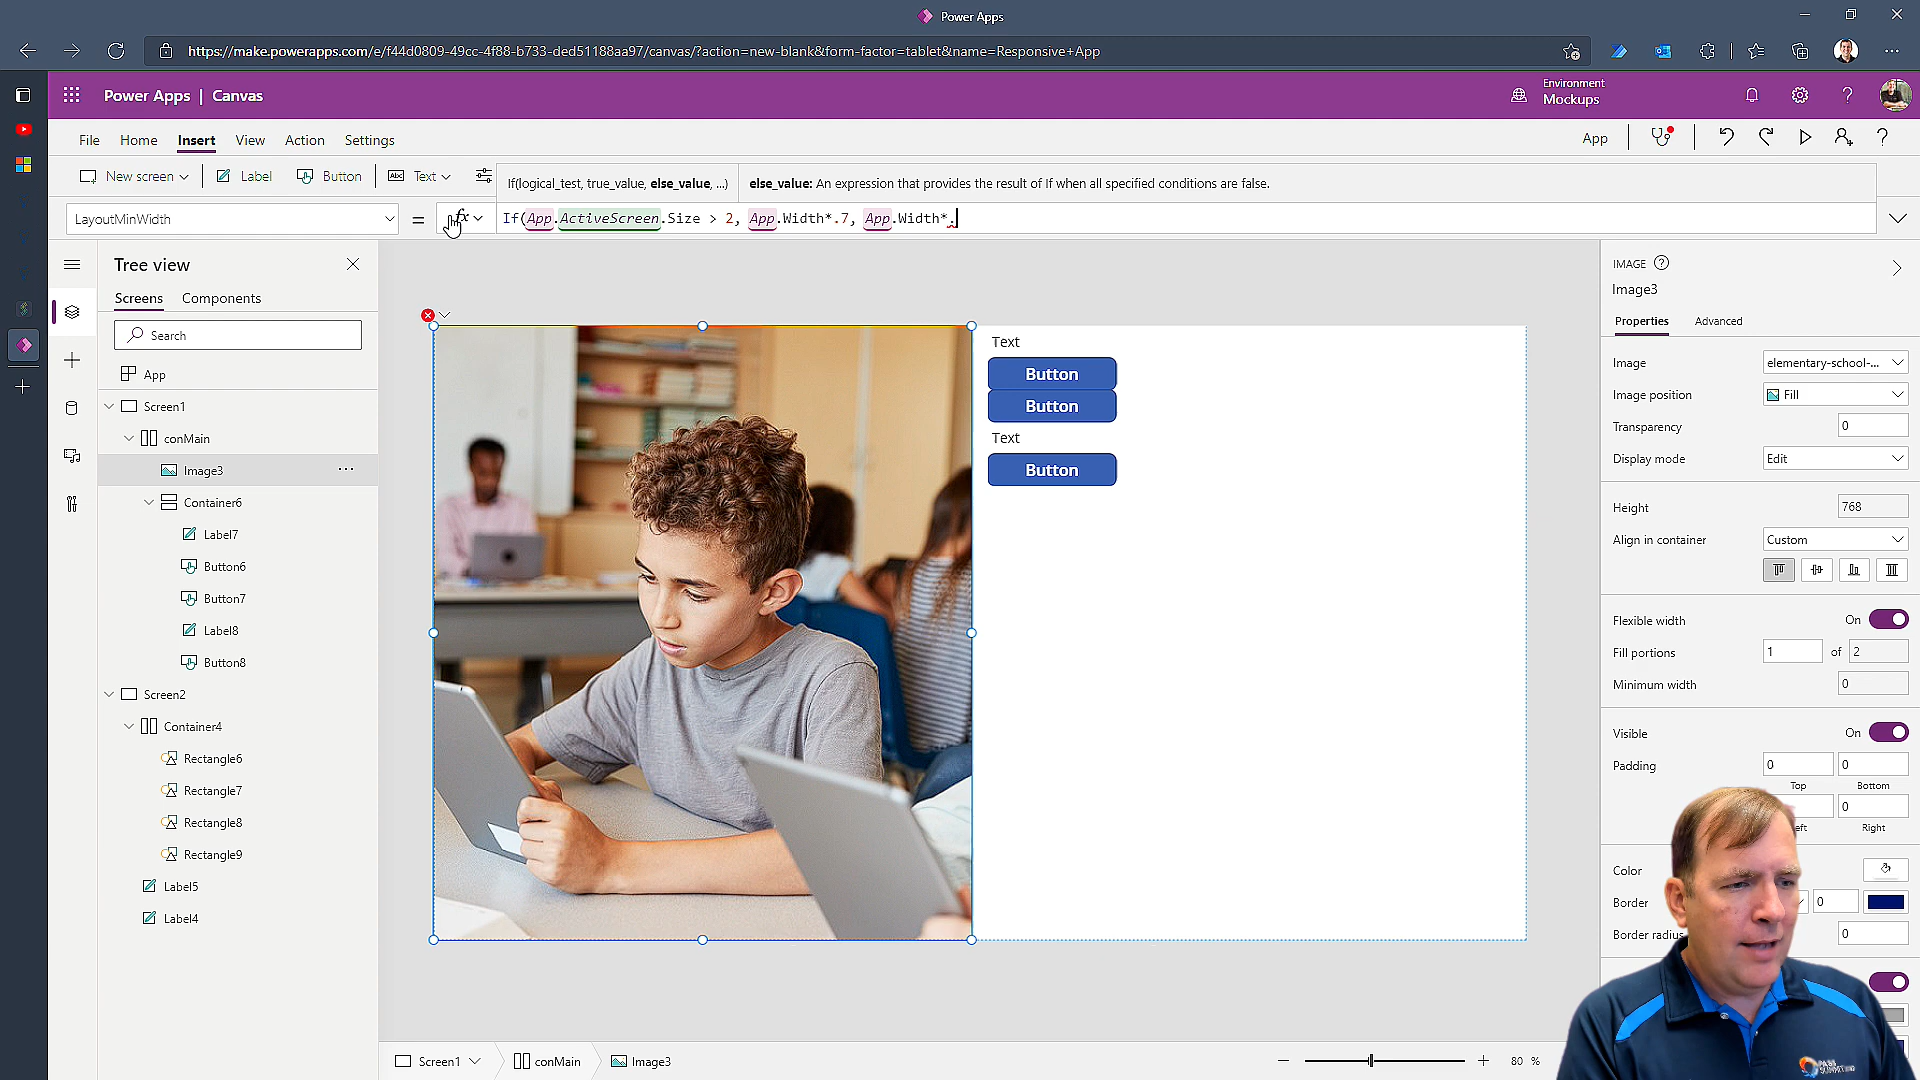 Power Apps
https://make.powerapps.com/e/f44d0809-49cc-4f88-b733-ded51188aa97/canvas/?action=new-blank&form-factor=tablet&name=Responsive+App
Power Apps | Canvas
Environment
Mockups
File Home Insert View Action Settings
App
New screen Label Button Text
If(logical_test, true_value, else_value, ...) else_value: An expression that provides the result of If when all specified conditions are false.
LayoutMinWidth = fx If(App.ActiveScreen.Size > 2, App.Width*.7, App.Width*.
Tree view
Screens Components
Search
App
Screen1
conMain
Image3
Container6
Label7
Button6
Button7
Label8
Button8
Screen2
Container4
Rectangle6
Rectangle7
Rectangle8
Rectangle9
Label5
Label4
Text
Button
Button
Text
Button
IMAGE
Image3
Properties Advanced
Image elementary-school-...
Image position Fill
Transparency 0
Display mode Edit
Height 768
Align in container Custom
Flexible width On
Fill portions 1 of 2
Minimum width 0
Visible On
Padding 0 0
Top Bottom
0
Right
Color
Border 0
Border radius 0
Screen1 conMain Image3
80 %